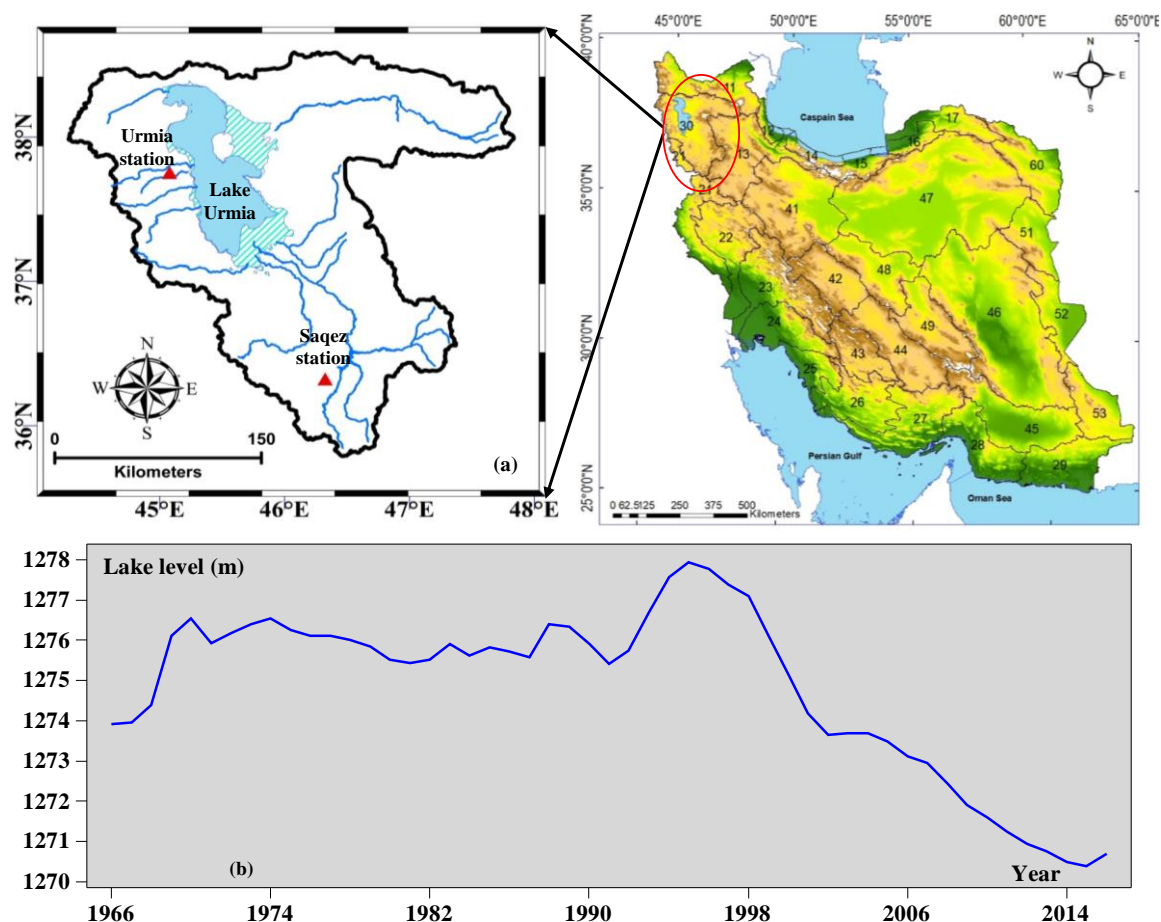 38°N
37°N
36°N
Urmia
station
Lake
Urmia
Saqez
station
N
W E
S
0 150
Kilometers
(a)
45°E 46°E 47°E 48°E
45°0'0"E 50°0'0"E 55°0'0"E 60°0'0"E 65°0'0"E
40°0'0"N
35°0'0"N
30°0'0"N
25°0'0"N
N
W E
S
Caspain Sea
11
17
12
16
30
13
14
15
60
21
47
21
41
51
22
48
42
23
46
52
24
49
43
44
25
26
53
27
45
28
29
Persian Gulf
Oman Sea
0 62.5125 250 375 500
Kilometers
Lake level (m)
1278
1277
1276
1275
1274
1273
1272
1271
1270
(b)
Year
1966 1974 1982 1990 1998 2006 2014